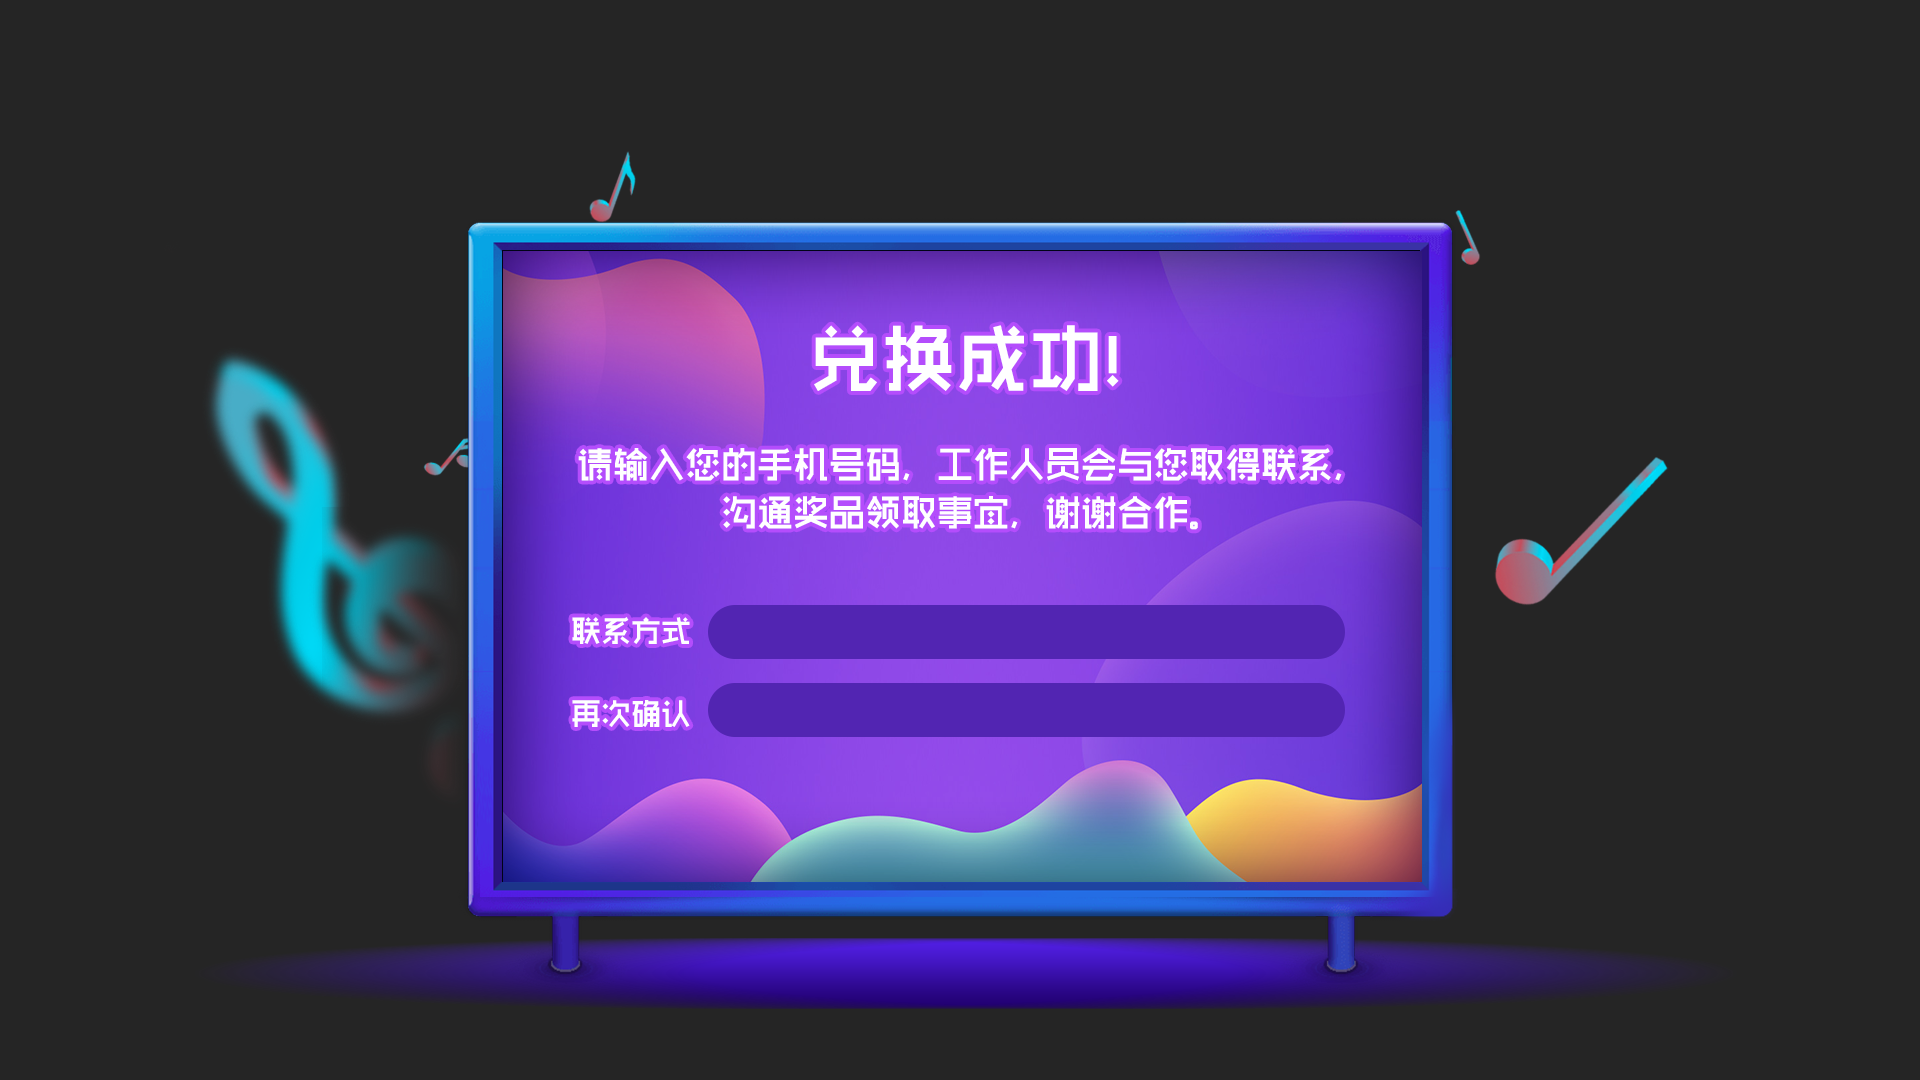 兑换成功!
请输入您的手机号码，工作人员会与您取得联系，
沟通奖品领取事宜，谢谢合作。
联系方式
再次确认